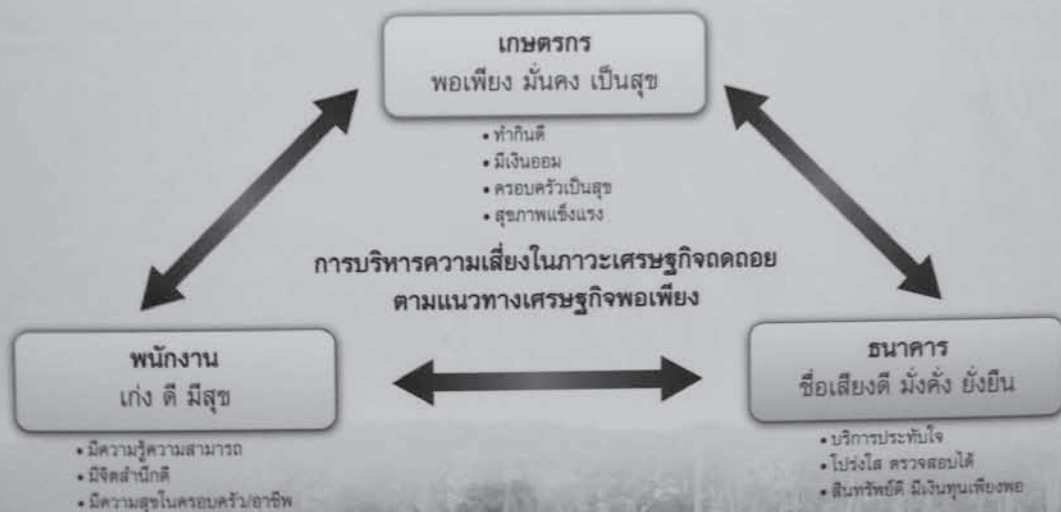 เกษตรกร
พอเพียง มั่นคง เป็นสุข
• ทำกินดี
• มีเงินออม
• ครอบครัวเป็นสุข
• สุขภาพแข็งแรง
การบริหารความเสี่ยงในภาวะเศรษฐกิจถดถอย
ตามแนวทางเศรษฐกิจพอเพียง
พนักงาน
เก่ง ดี มีสุข
• มีความรู้ความสามารถ
• มีจิตสำนึกดี
• มีความสุขในครอบครัว/อาชีพ
ธนาคาร
ชื่อเสียงดี มั่งคั่ง ยั่งยืน
• บริการประทับใจ
• โปร่งใส ตรวจสอบได้
• สินทรัพย์ดี มีเงินทุนเพียงพอ